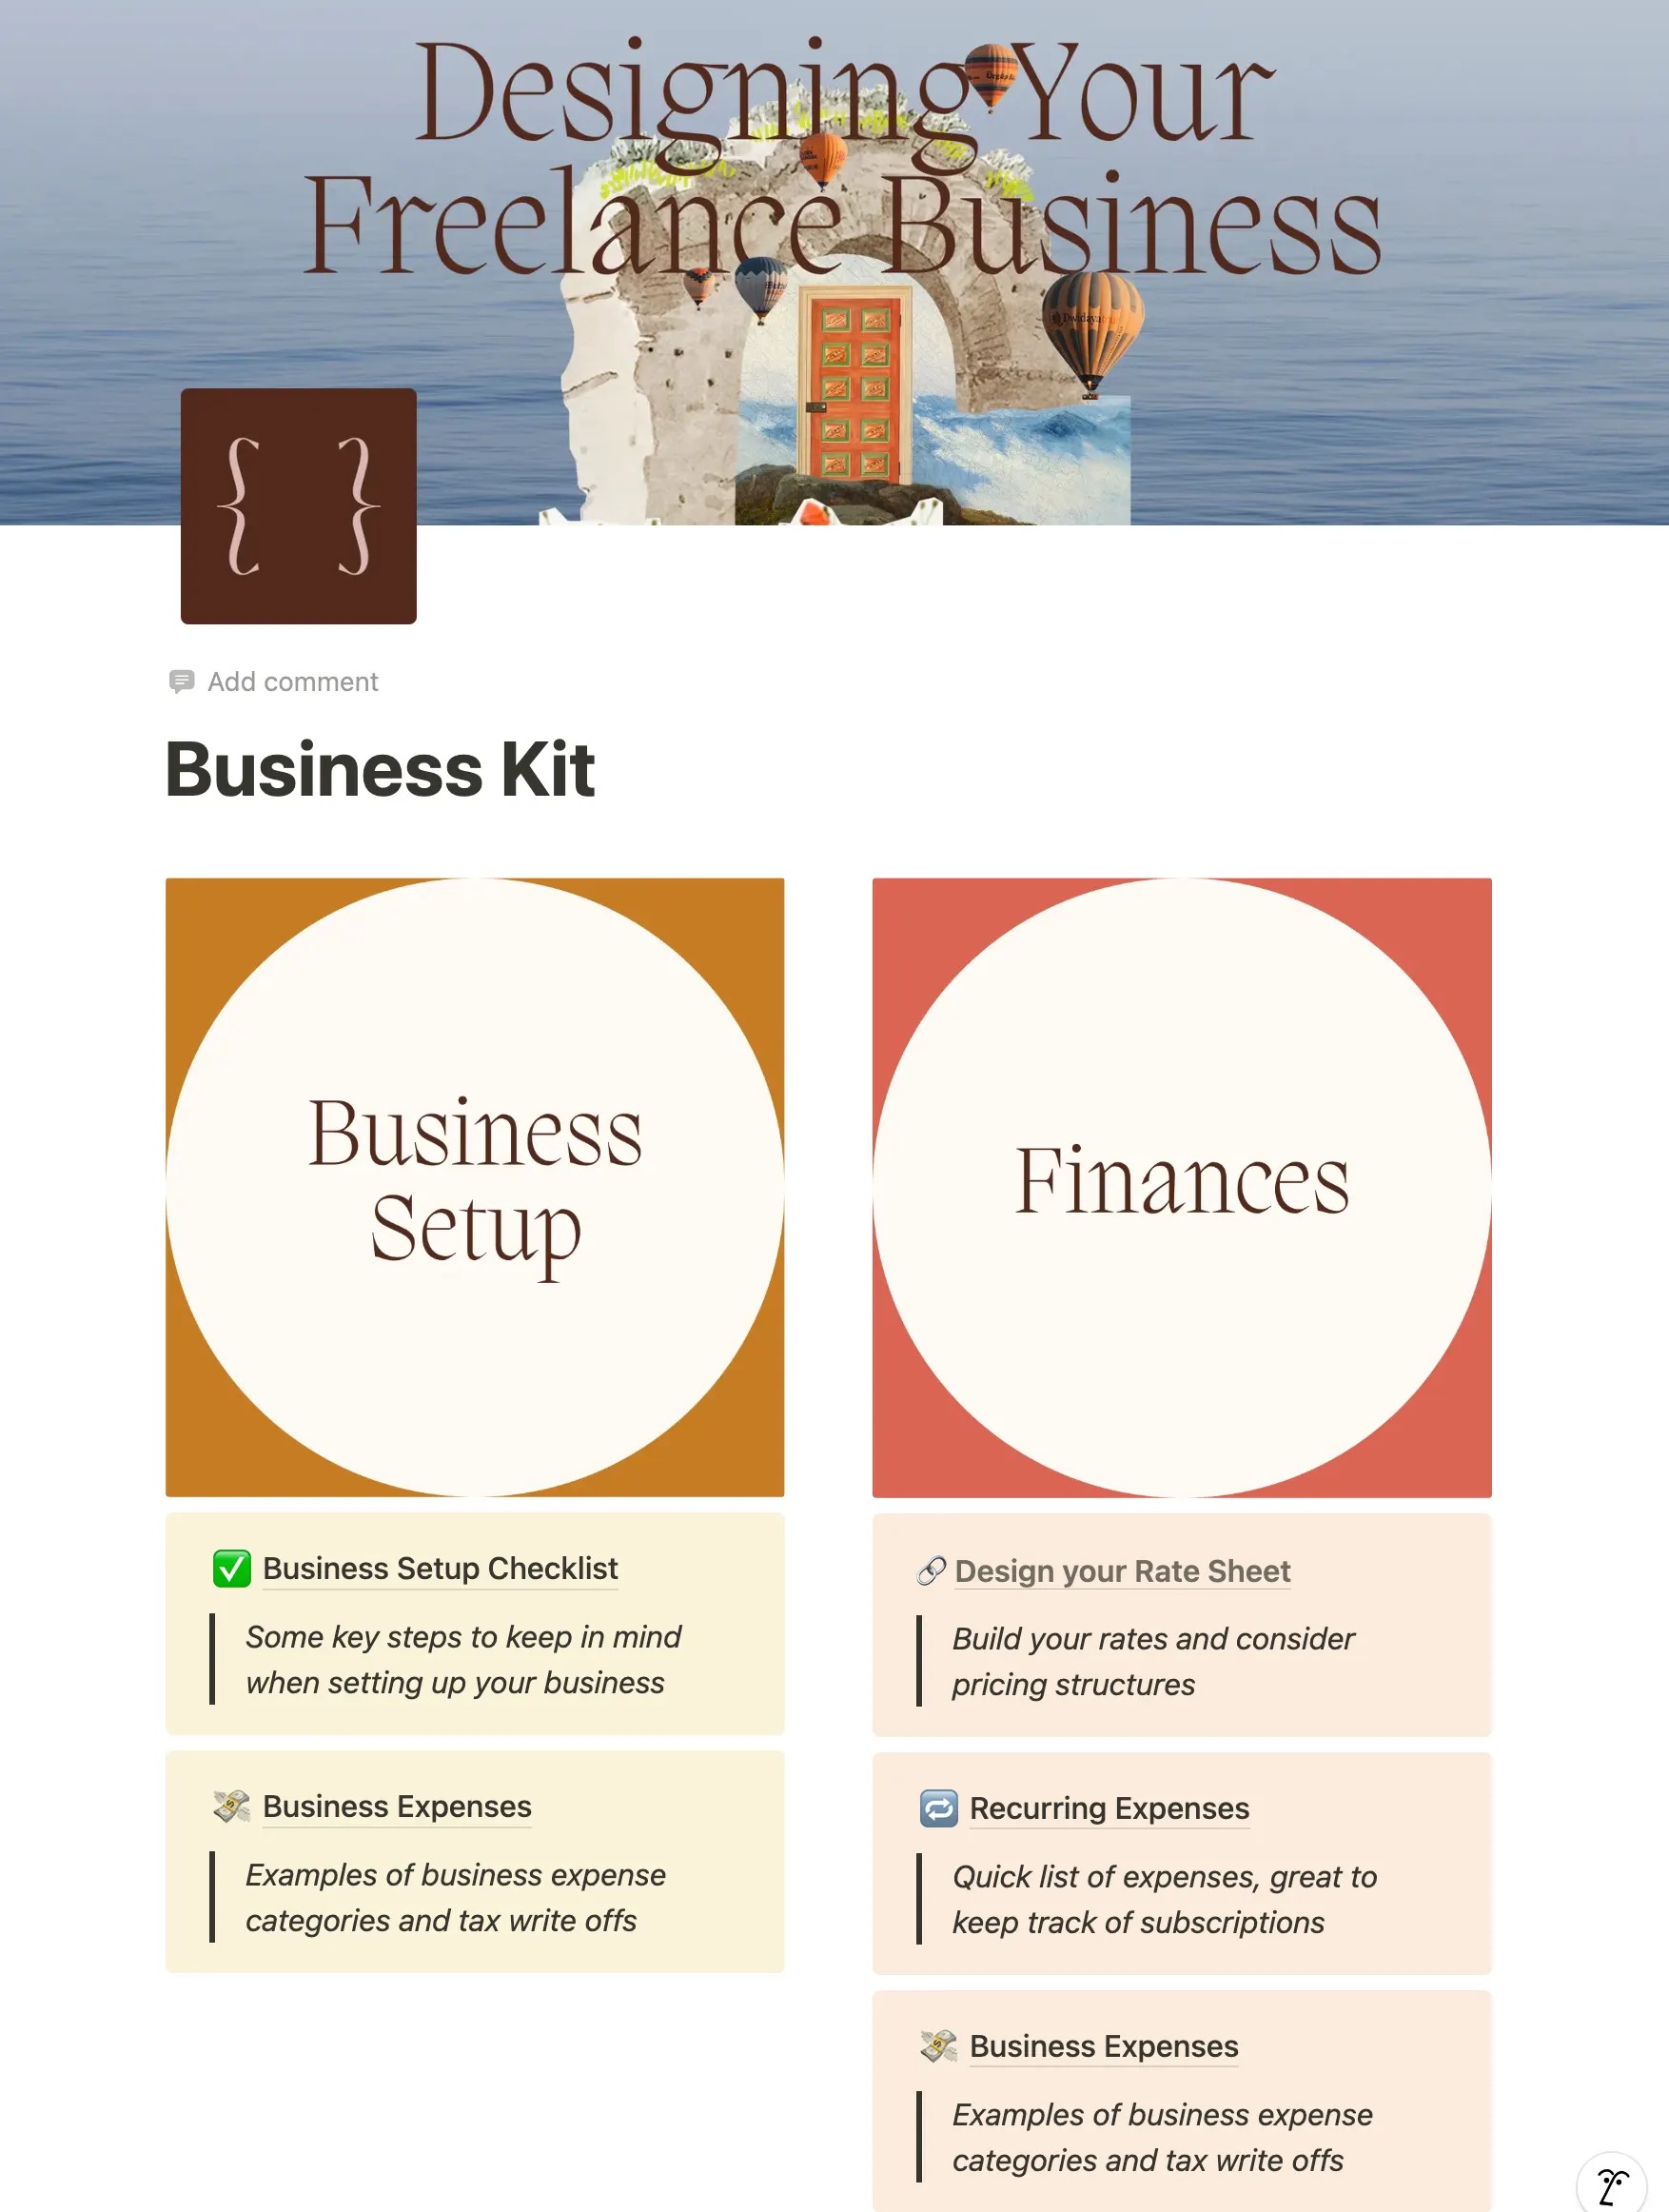 Designing Your
Freelance Business
{ }
Add comment
Business Kit
Business
Setup
Finances
Business Setup Checklist
Some key steps to keep in mind
when setting up your business
Business Expenses
Examples of business expense
categories and tax write offs
Design your Rate Sheet
Build your rates and consider
pricing structures
Recurring Expenses
Quick list of expenses, great to
keep track of subscriptions
Business Expenses
Examples of business expense
categories and tax write offs